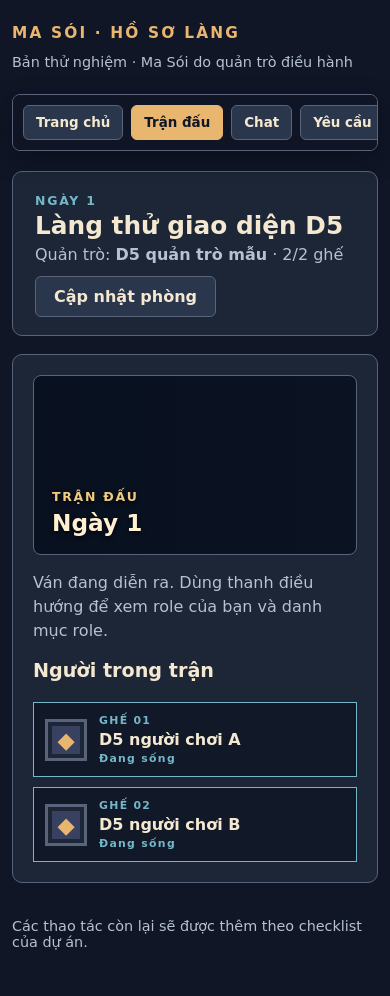 MA SÓI · HỒ SƠ LÀNG
Bản thử nghiệm · Ma Sói do quản trò điều hành
Trang chủ
Trận đấu
Chat
Yêu cầu
NGÀY 1
Làng thử giao diện D5
Quản trò: D5 quản trò mẫu · 2/2 ghế
Cập nhật phòng
TRẬN ĐẤU
Ngày 1
Ván đang diễn ra. Dùng thanh điều
hướng để xem role của bạn và danh
mục role.
Người trong trận
GHẾ 01
D5 người chơi A
Đang sống
GHẾ 02
D5 người chơi B
Đang sống
Các thao tác còn lại sẽ được thêm theo checklist
của dự án.